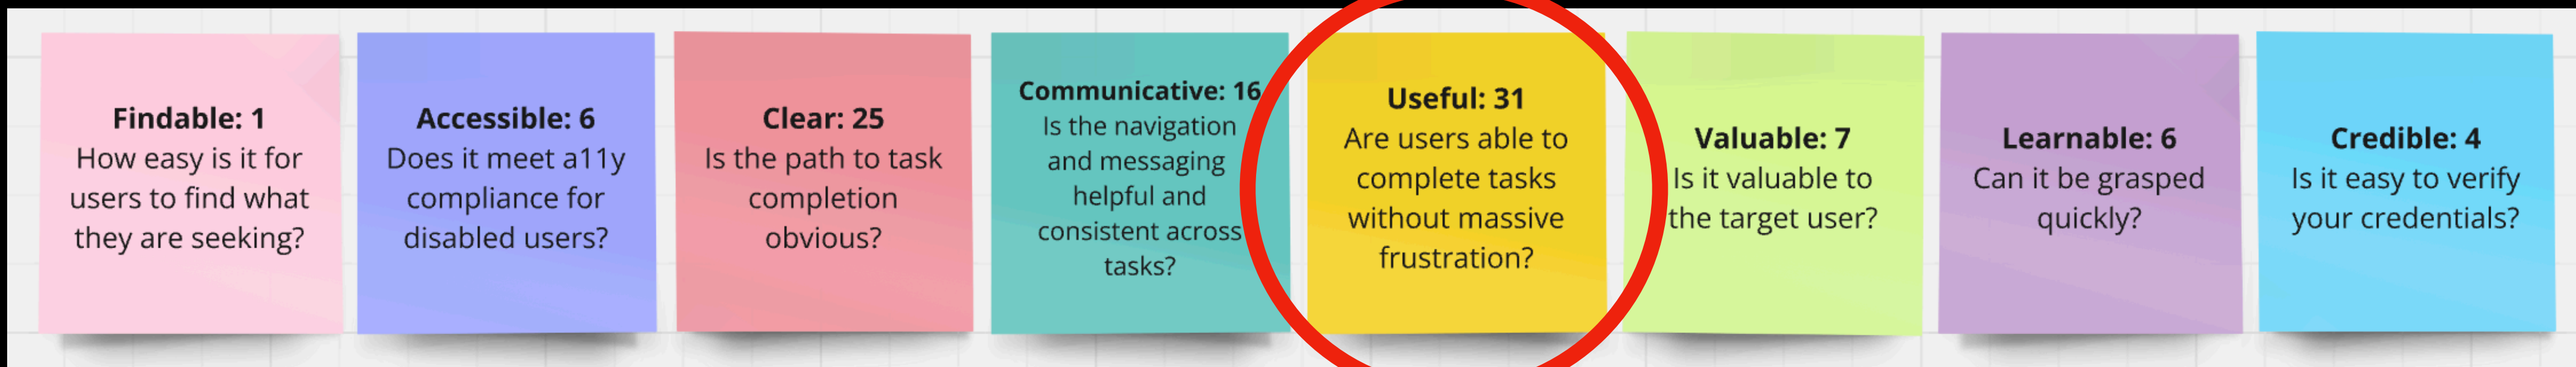 Findable: 1
How easy is it for
users to find what
they are seeking?
Accessible: 6
Does it meet a11y
compliance for
disabled users?
Clear: 25
Is the path to task
completion
obvious?
Communicative: 16
Is the navigation
and messaging
helpful and
consistent across
tasks?
Useful: 31
Are users able to
complete tasks
without massive
frustration?
Valuable: 7
Is it valuable to
the target user?
Learnable: 6
Can it be grasped
quickly?
Credible: 4
Is it easy to verify
your credentials?